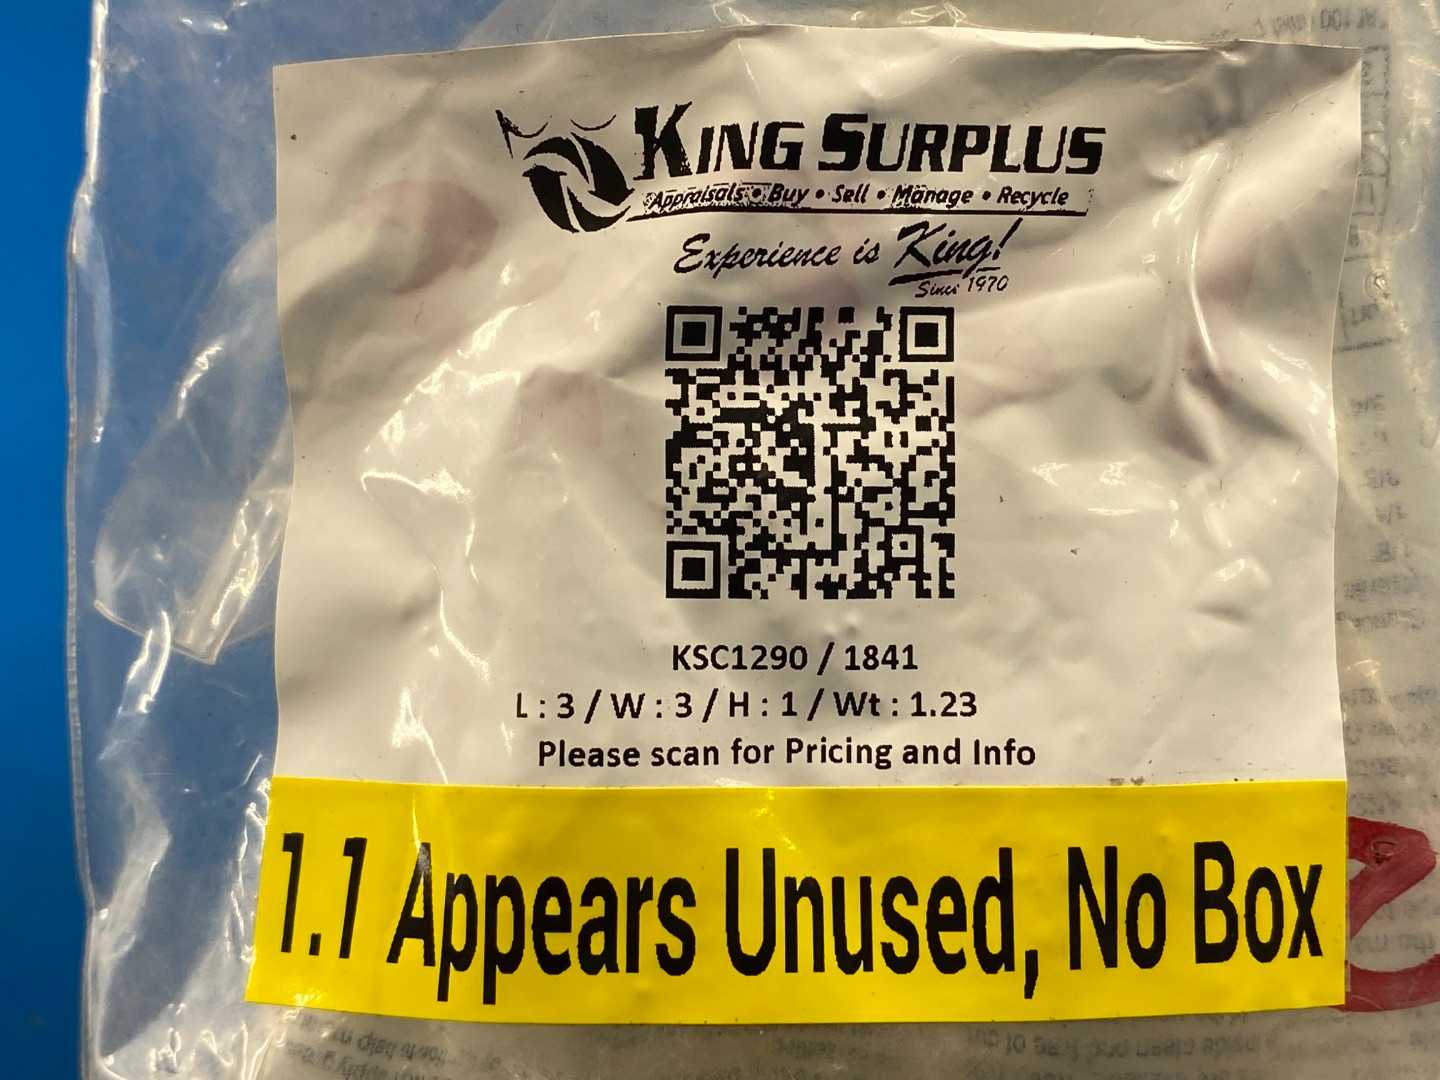 KING SURPLUS
Appraisals • Buy • Sell • Manage • Recycle
Experience is King!
Since 1970
KSC1290 / 1841
L : 3 / W : 3 / H : 1 / Wt : 1.23
Please scan for Pricing and Info
1.1 Appears Unused, No Box